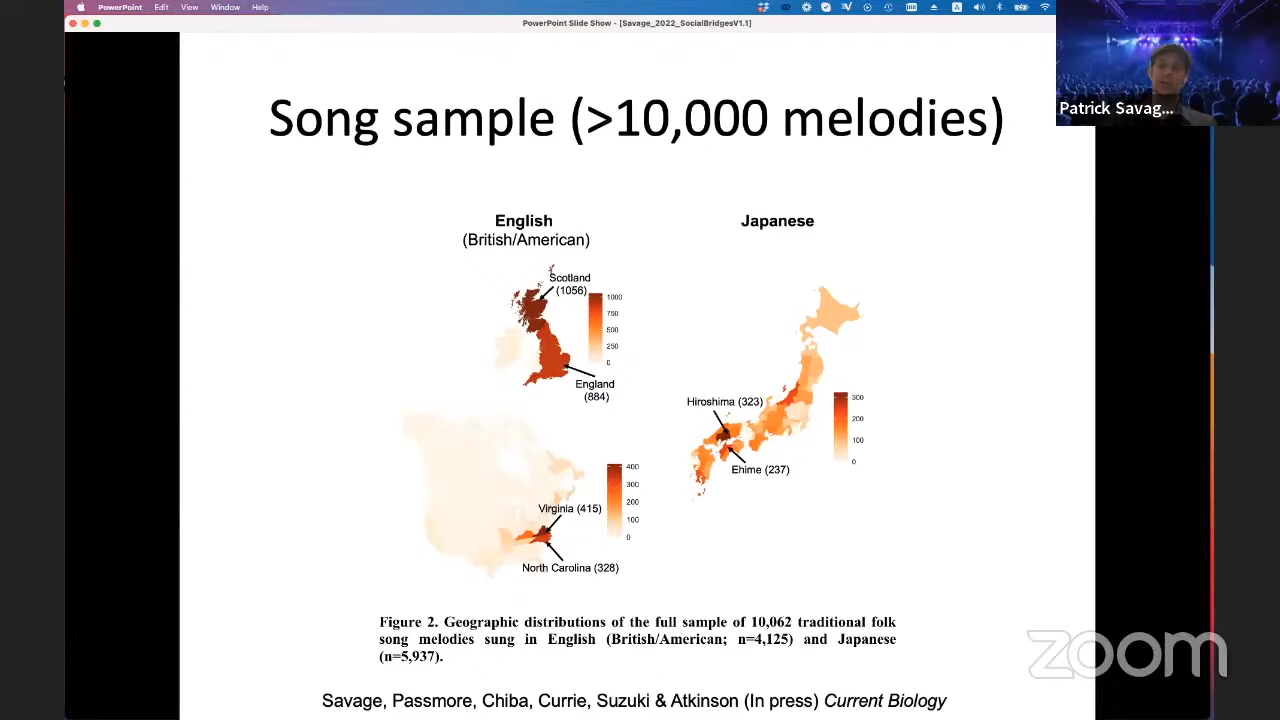 PowerPoint Edit View Window Help
PowerPoint Slide Show - [Savage_2022_SocialBridgesV1.1]
Patrick Savag...
Song sample (>10,000 melodies)
English
(British/American)
Japanese
Scotland
(1056)
1000
750
500
250
0
England
(884)
Hiroshima (323)
300
200
100
0
Ehime (237)
400
300
200
100
0
Virginia (415)
North Carolina (328)
Figure 2. Geographic distributions of the full sample of 10,062 traditional folk
song melodies sung in English (British/American; n=4,125) and Japanese
(n=5,937).
zoom
Savage, Passmore, Chiba, Currie, Suzuki & Atkinson (In press) Current Biology